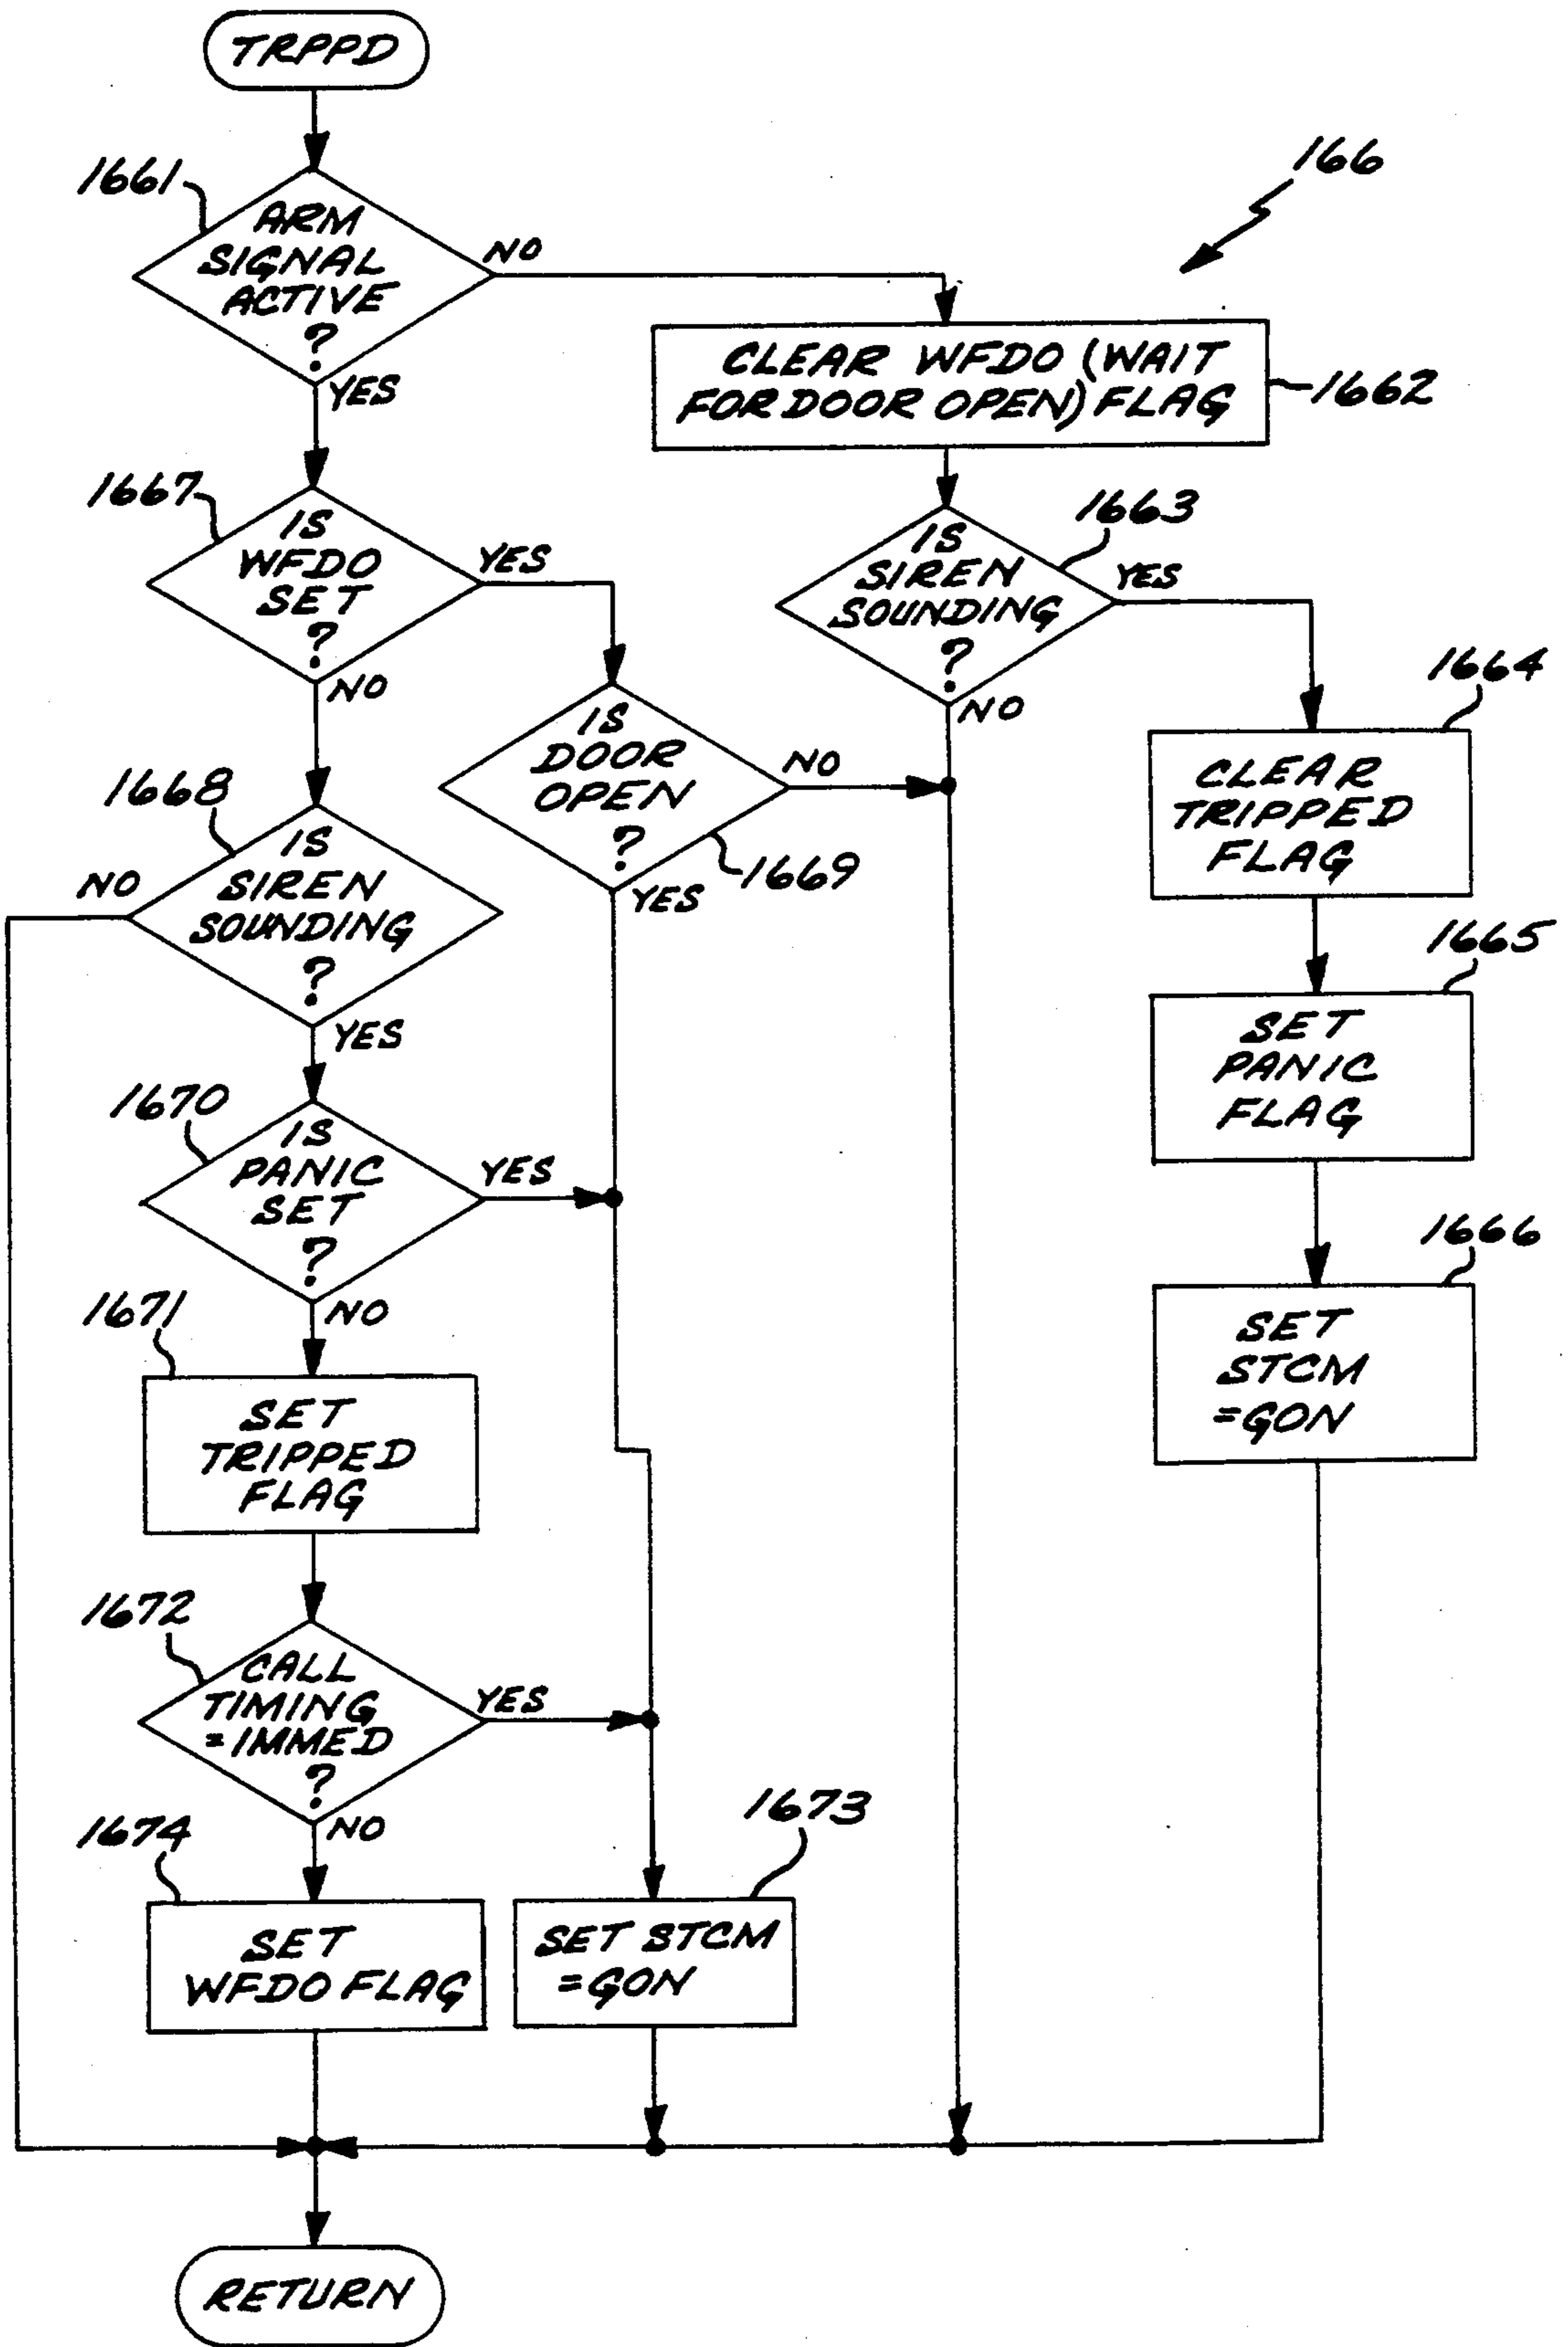 TRPPD
166
1661
ARM
SIGNAL
ACTIVE
?
NO
YES
CLEAR WFDO (WAIT
FOR DOOR OPEN) FLAG
1662
1667
IS
WFDO
SET
?
YES
NO
1663
IS
SIREN
SOUNDING
?
YES
NO
1664
CLEAR
TRIPPED
FLAG
1668
IS
SIREN
SOUNDING
?
NO
YES
IS
DOOR
OPEN
?
NO
YES
1669
1665
SET
PANIC
FLAG
1670
IS
PANIC
SET
?
YES
NO
1666
SET
STCM
=GON
1671
SET
TRIPPED
FLAG
1672
CALL
TIMING
=IMMED
?
YES
NO
1674
SET
WFDO FLAG
1673
SET STCM
=GON
RETURN